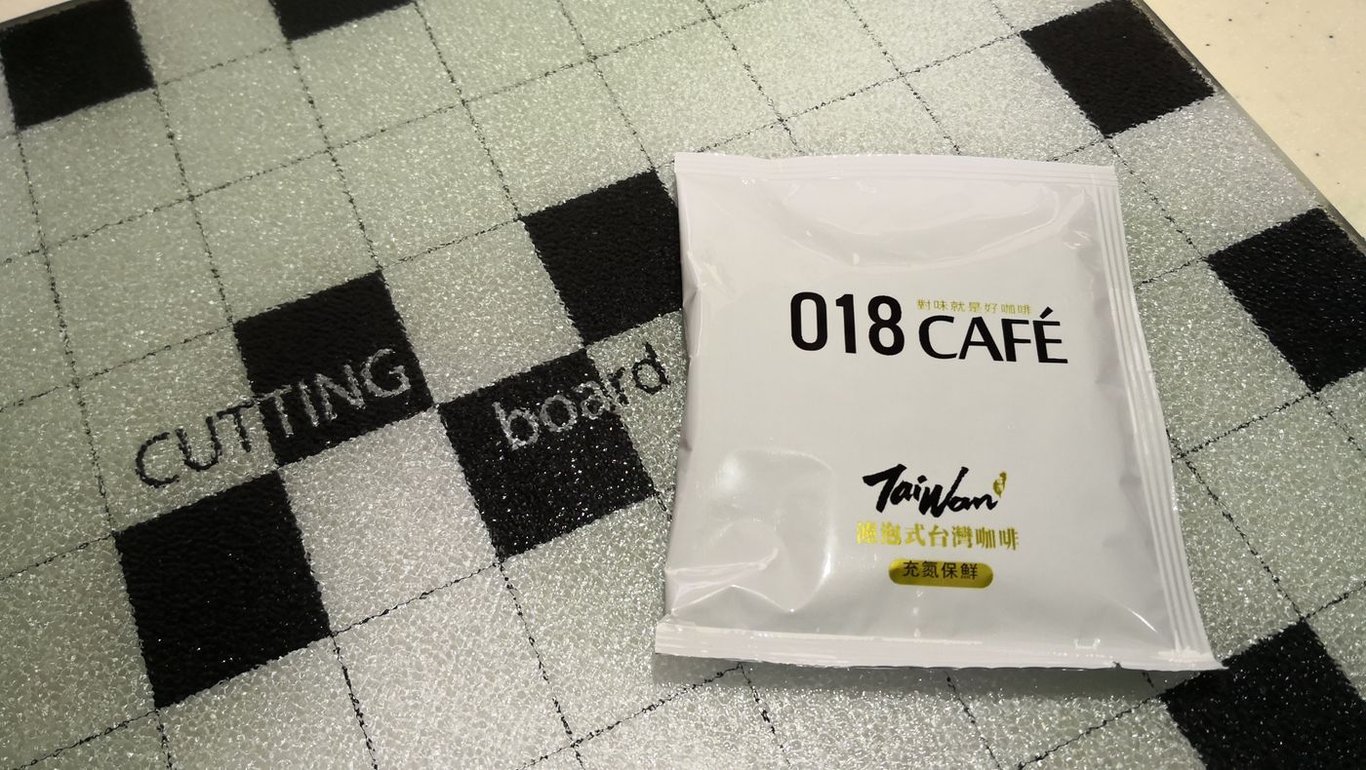 CUTTING
board
018 CAFÉ
對味就是好咖啡
Taiwan
濾泡式台灣咖啡
充氮保鮮